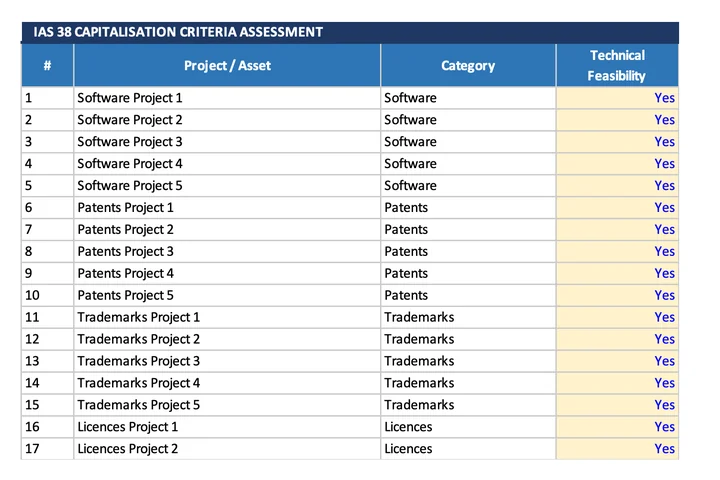 IAS 38 CAPITALISATION CRITERIA ASSESSMENT
# Project / Asset Category Technical Feasibility
1 Software Project 1 Software Yes
2 Software Project 2 Software Yes
3 Software Project 3 Software Yes
4 Software Project 4 Software Yes
5 Software Project 5 Software Yes
6 Patents Project 1 Patents Yes
7 Patents Project 2 Patents Yes
8 Patents Project 3 Patents Yes
9 Patents Project 4 Patents Yes
10 Patents Project 5 Patents Yes
11 Trademarks Project 1 Trademarks Yes
12 Trademarks Project 2 Trademarks Yes
13 Trademarks Project 3 Trademarks Yes
14 Trademarks Project 4 Trademarks Yes
15 Trademarks Project 5 Trademarks Yes
16 Licences Project 1 Licences Yes
17 Licences Project 2 Licences Yes